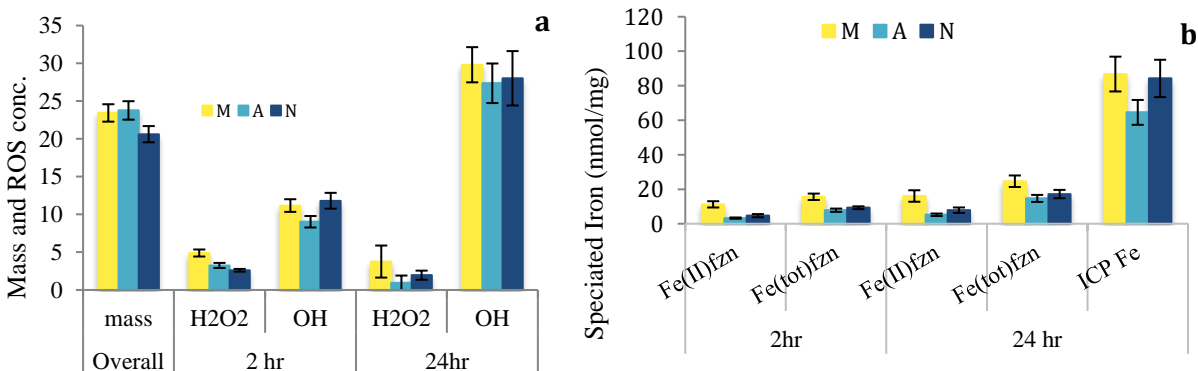 a
Mass and ROS conc.
35
30
25
20
15
10
5
0
M A N
mass H2O2 OH H2O2 OH
Overall 2 hr 24hr
b
Speciated Iron (nmol/mg)
120
100
80
60
40
20
0
M A N
Fe(II)fzn Fe(tot)fzn Fe(II)fzn Fe(tot)fzn ICP Fe
2hr 24 hr